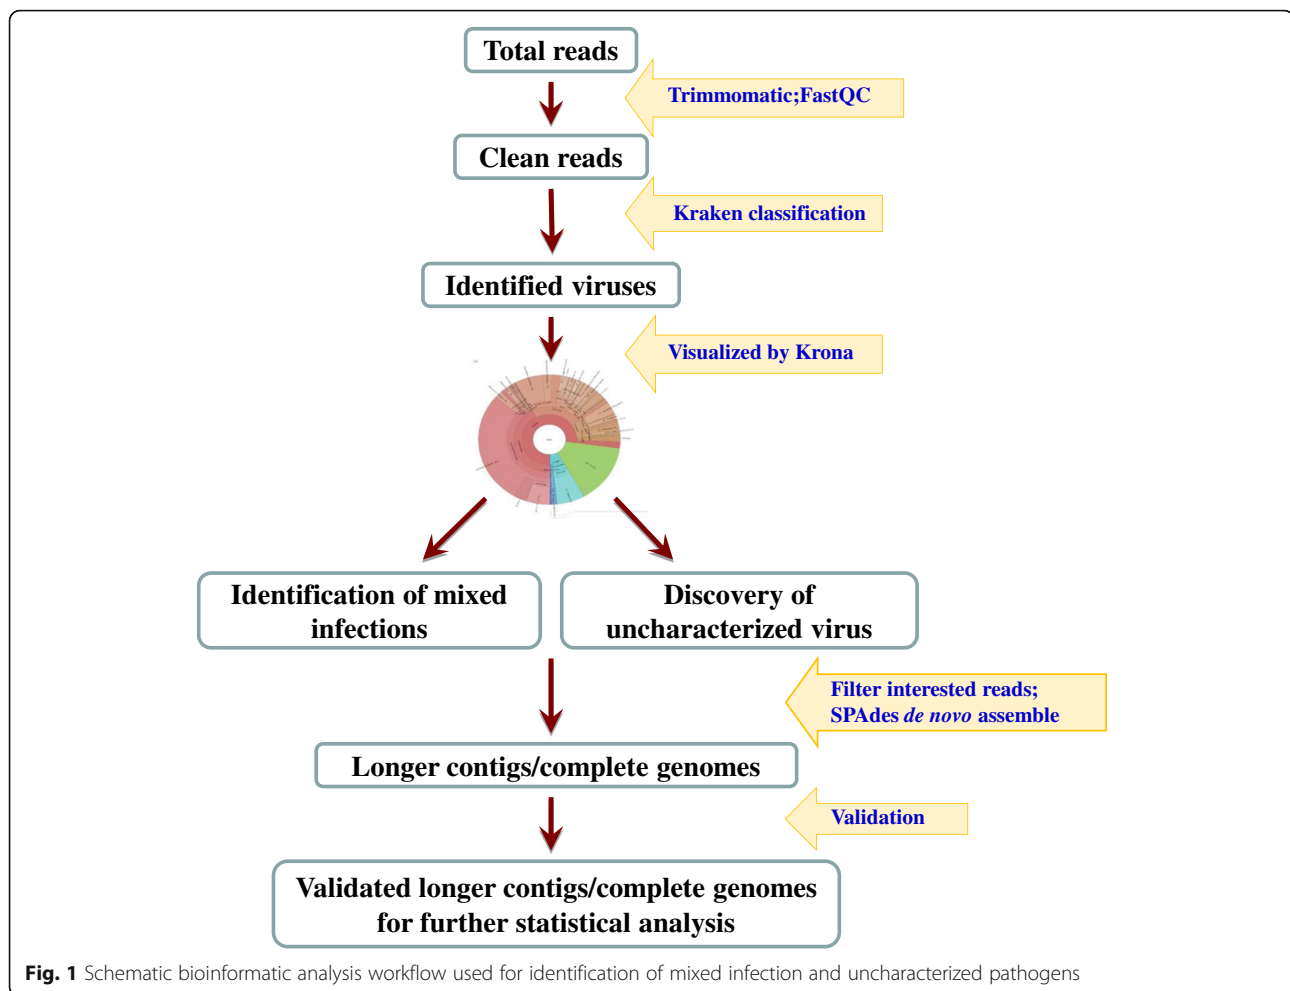 Total reads
Trimmomatic;FastQC
Clean reads
Kraken classification
Identified viruses
Visualized by Krona
Identification of mixed
infections
Discovery of
uncharacterized virus
Filter interested reads;
SPAdes de novo assemble
Longer contigs/complete genomes
Validation
Validated longer contigs/complete genomes
for further statistical analysis
Fig. 1 Schematic bioinformatic analysis workflow used for identification of mixed infection and uncharacterized pathogens